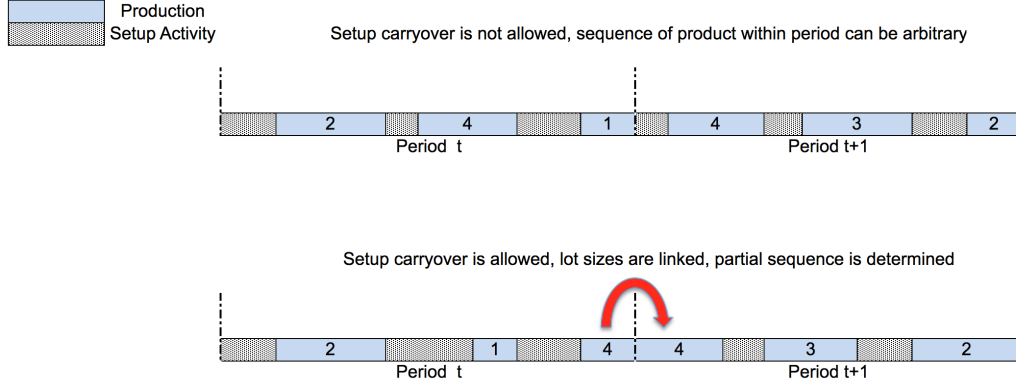 Production
Setup Activity
Setup carryover is not allowed, sequence of product within period can be arbitrary
2 4 1 4 3 2
Period t Period t+1
Setup carryover is allowed, lot sizes are linked, partial sequence is determined
2 1 4 4 3 2
Period t Period t+1